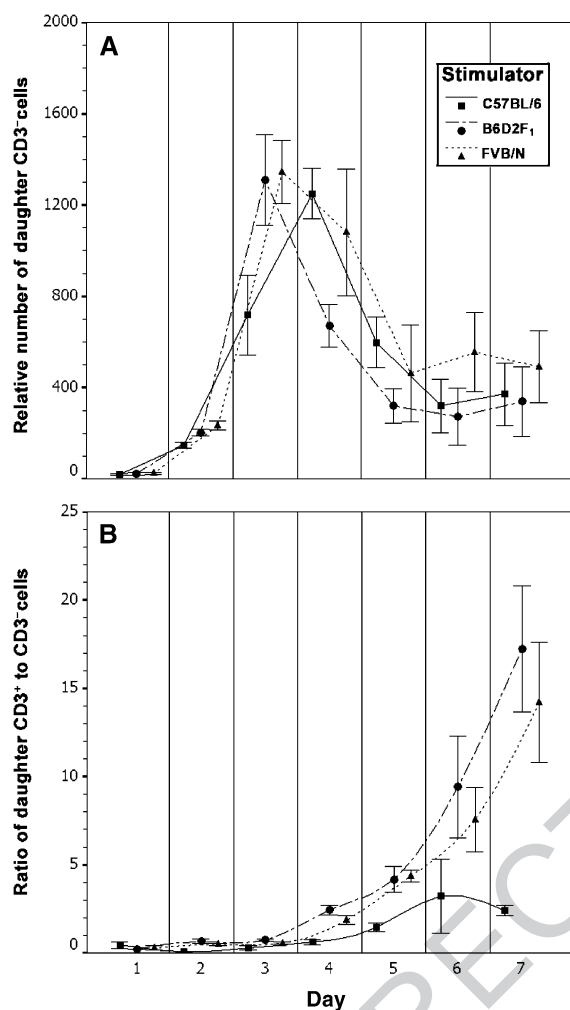 A
2000
1600
1200
800
400
0
Relative number of daughter CD3⁻cells
Stimulator
C57BL/6
B6D2F₁
FVB/N
B
25
20
15
10
5
0
Ratio of daughter CD3⁺ to CD3⁻cells
1 2 3 4 5 6 7
Day
PECT